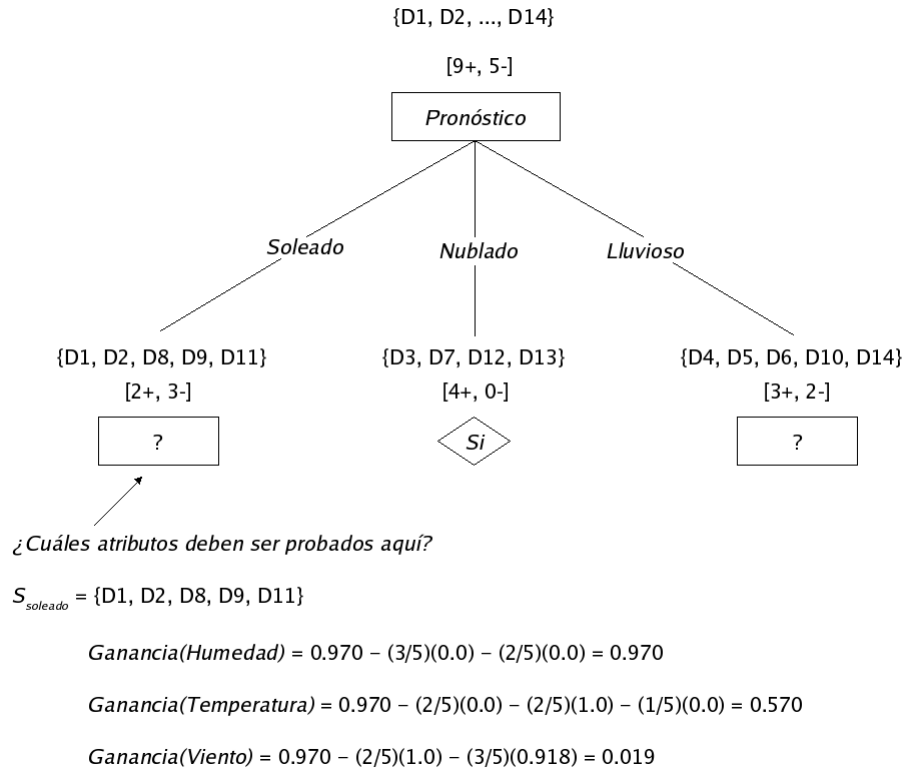 {D1, D2, ..., D14}
[9+, 5-]
Pronóstico
Soleado
Nublado
Lluvioso
{D1, D2, D8, D9, D11}
{D3, D7, D12, D13}
{D4, D5, D6, D10, D14}
[2+, 3-]
[4+, 0-]
[3+, 2-]
?
Si
?
¿Cuáles atributos deben ser probados aquí?
S soleado = {D1, D2, D8, D9, D11}
Ganancia(Humedad) = 0.970 – (3/5)(0.0) – (2/5)(0.0) = 0.970
Ganancia(Temperatura) = 0.970 – (2/5)(0.0) – (2/5)(1.0) – (1/5)(0.0) = 0.570
Ganancia(Viento) = 0.970 – (2/5)(1.0) – (3/5)(0.918) = 0.019